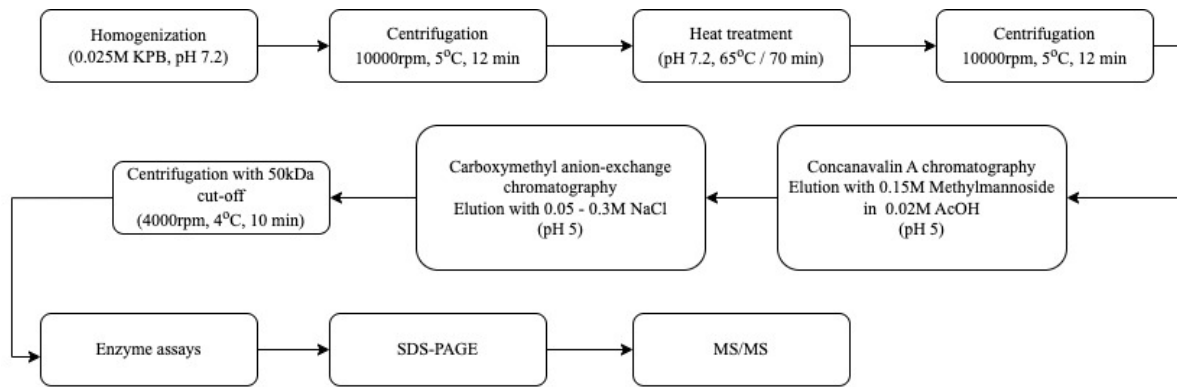 Homogenization
(0.025M KPB, pH 7.2)
Centrifugation
10000rpm, 5°C, 12 min
Heat treatment
(pH 7.2, 65°C / 70 min)
Centrifugation
10000rpm, 5°C, 12 min
Concanavalin A chromatography
Elution with 0.15M Methylmannoside
in 0.02M AcOH
(pH 5)
Carboxymethyl anion-exchange
chromatography
Elution with 0.05 - 0.3M NaCl
(pH 5)
Centrifugation with 50kDa
cut-off
(4000rpm, 4°C, 10 min)
Enzyme assays
SDS-PAGE
MS/MS